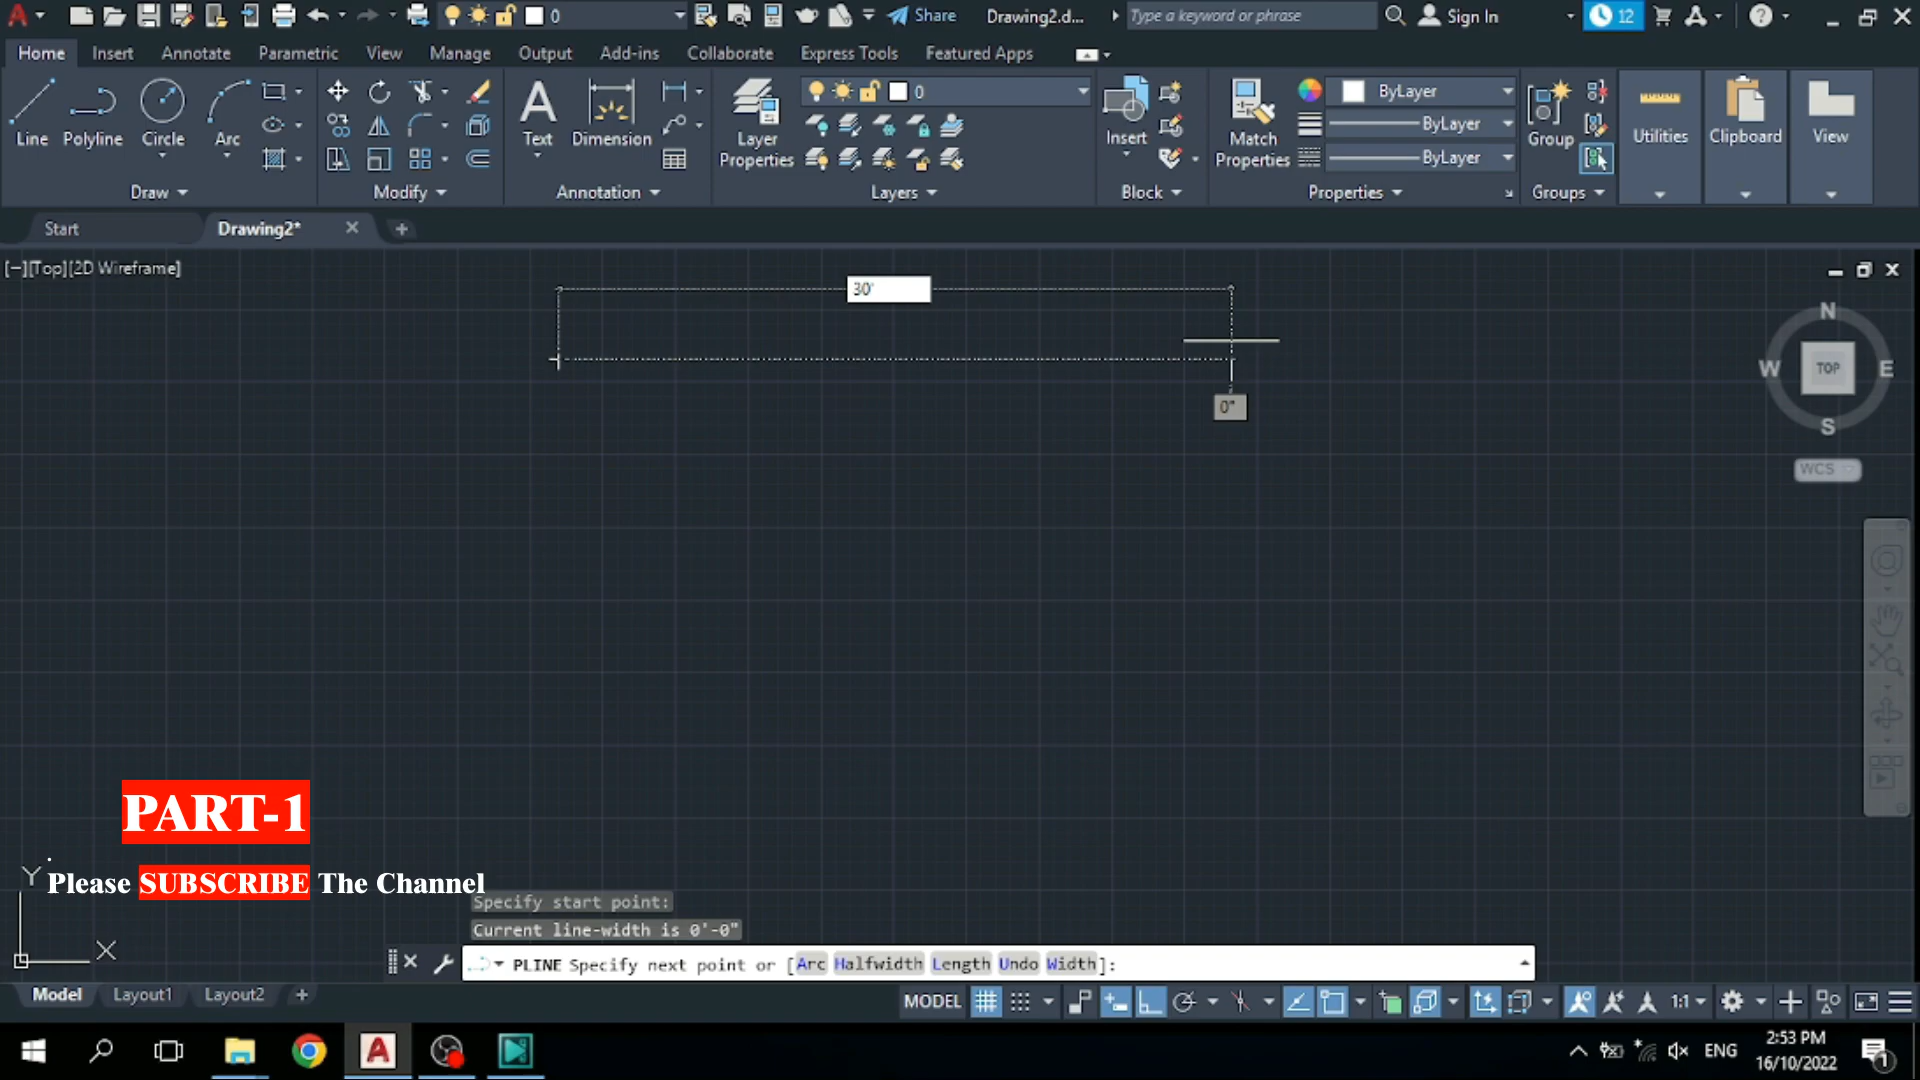 0
Share
Drawing2.d...
Type a keyword or phrase
Sign In
12
Home Insert Annotate Parametric View Manage Output Add-ins Collaborate Express Tools Featured Apps
Line
Polyline
Circle
Arc
Draw
Modify
Text
Dimension
Annotation
Layer
Properties
0
Layers
Insert
Block
Match
Properties
ByLayer
ByLayer
ByLayer
Properties
Group
Groups
Utilities
Clipboard
View
Start
Drawing2*
[−][Top][2D Wireframe]
30'
0"
N
W
TOP
E
S
WCS
PART-1
Please SUBSCRIBE The Channel
Y
X
Specify start point:
Current line-width is 0'-0"
PLINE Specify next point or [Arc Halfwidth Length Undo Width]:
Model Layout1 Layout2
MODEL
1:1
ENG
2:53 PM
16/10/2022
1